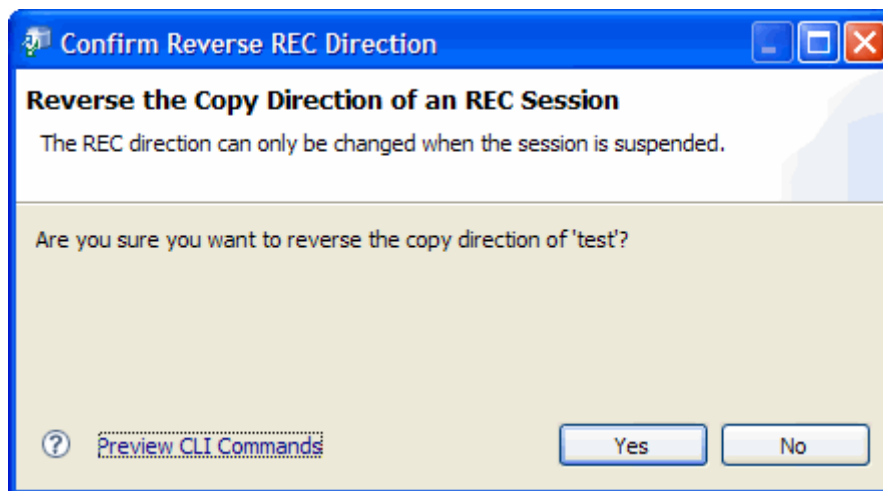 Confirm Reverse REC Direction
Reverse the Copy Direction of an REC Session
The REC direction can only be changed when the session is suspended.
Are you sure you want to reverse the copy direction of 'test'?
? Preview CLI Commands Yes No